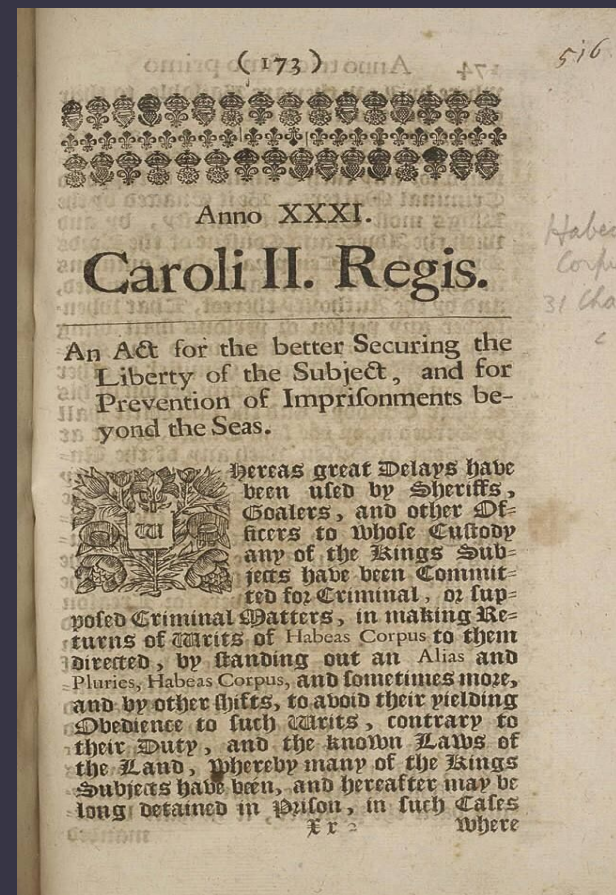 516
(173)
Anno XXXI.
Caroli II. Regis.
An Act for the better Securing the
Liberty of the Subject, and for
Prevention of Imprisonments be-
yond the Seas.
Whereas great Delays have
been used by Sheriffs,
Goalers, and other Of-
ficers to whose Custody
any of the Kings Sub-
jects have been Commit-
ted for Criminal, or sup-
posed Criminal Matters, in making Re-
turns of Writs of Habeas Corpus to them
directed, by standing out an Alias and
Pluries, Habeas Corpus, and sometimes more,
and by other shifts, to avoid their yielding
Obedience to such Writs, contrary to
their Duty, and the known Laws of
the Land, whereby many of the Kings
Subjects have been, and hereafter may be
long detained in Prison, in such Cases
X r 2
where
Habea
Corpu
31 Cha
c